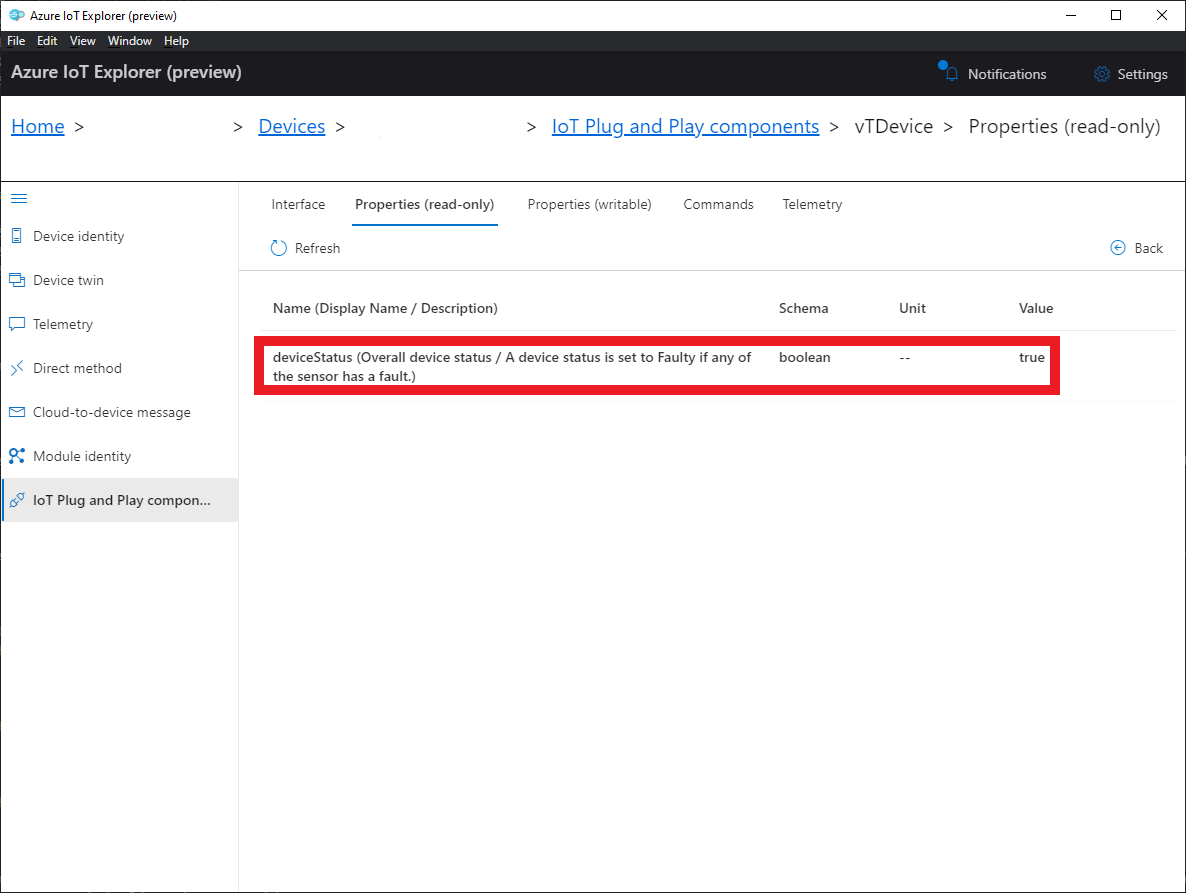 Azure IoT Explorer (preview)
File Edit View Window Help
Azure IoT Explorer (preview) Notifications Settings
Home > > Devices > > IoT Plug and Play components > vTDevice > Properties (read-only)
Interface Properties (read-only) Properties (writable) Commands Telemetry
Device identity
Refresh Back
Device twin
Name (Display Name / Description) Schema Unit Value
Telemetry
deviceStatus (Overall device status / A device status is set to Faulty if any of boolean -- true
the sensor has a fault.)
Direct method
Cloud-to-device message
Module identity
IoT Plug and Play compon...